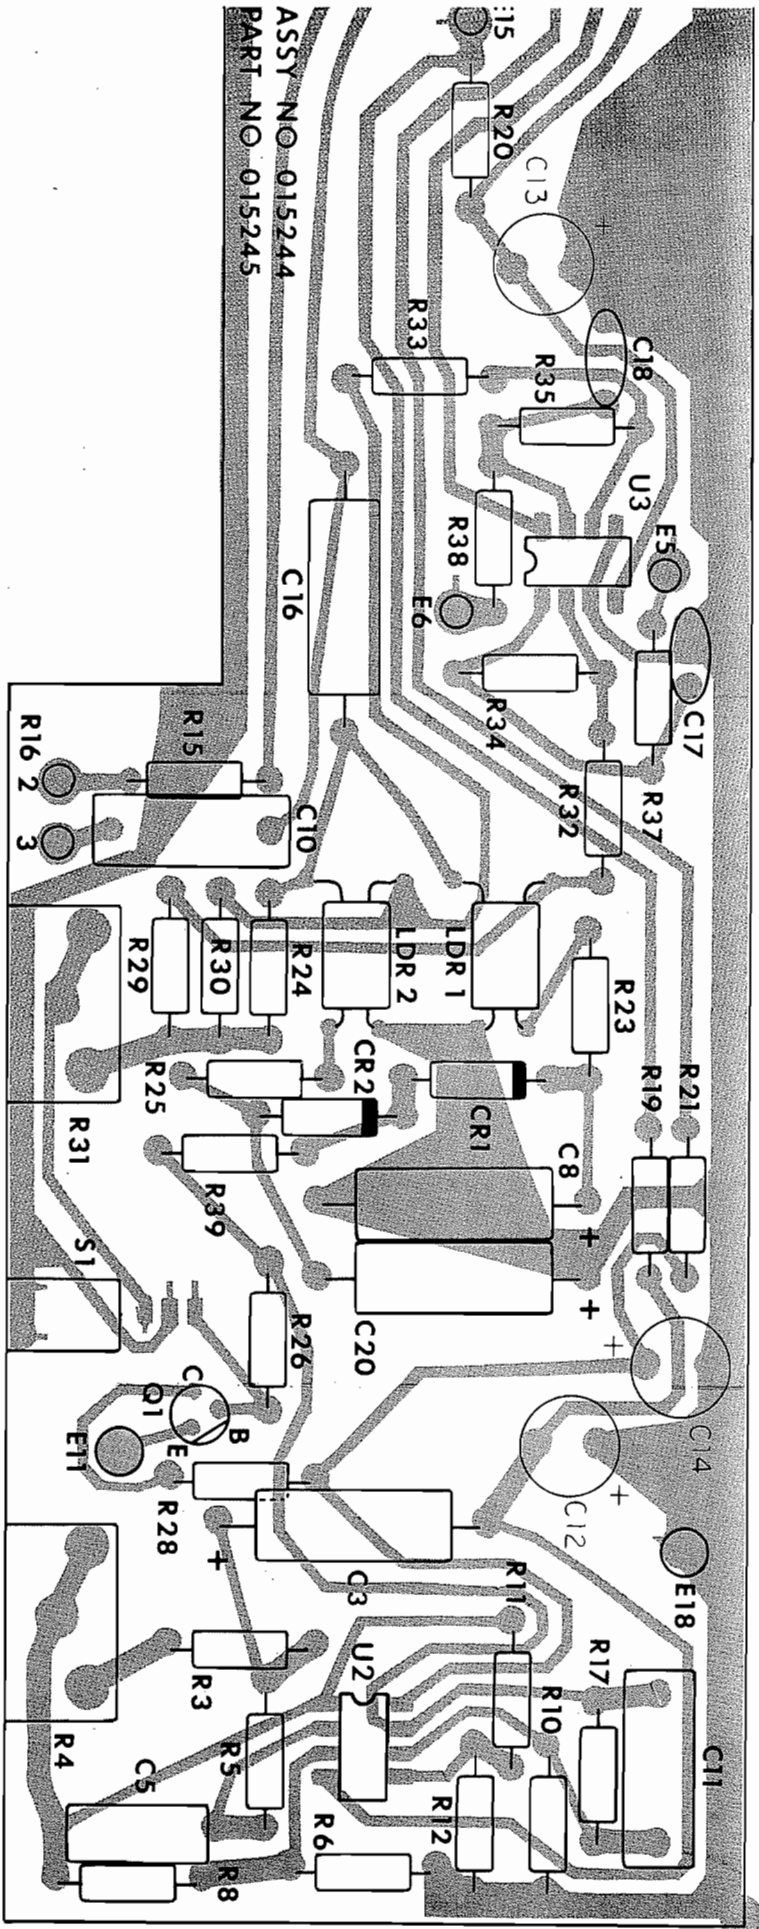 E15
ASSY NO 015244
PART NO 015245
R20
C13
+
R33
C18
R35
U3
E5
R38
E6
C16
C17
R34
R16 2
3
R15
C10
R32
R37
LDR 1
LDR 2
R29
R30
R24
R23
R25
CR2
CR1
R19
R21
R31
R39
C8
+
S1
+
C20
R26
+
C14
C
Q1
B
E
E11
C12
+
R28
+
C3
E18
R11
R17
U2
R3
R10
R4
C5
R5
C11
R12
R6
R8